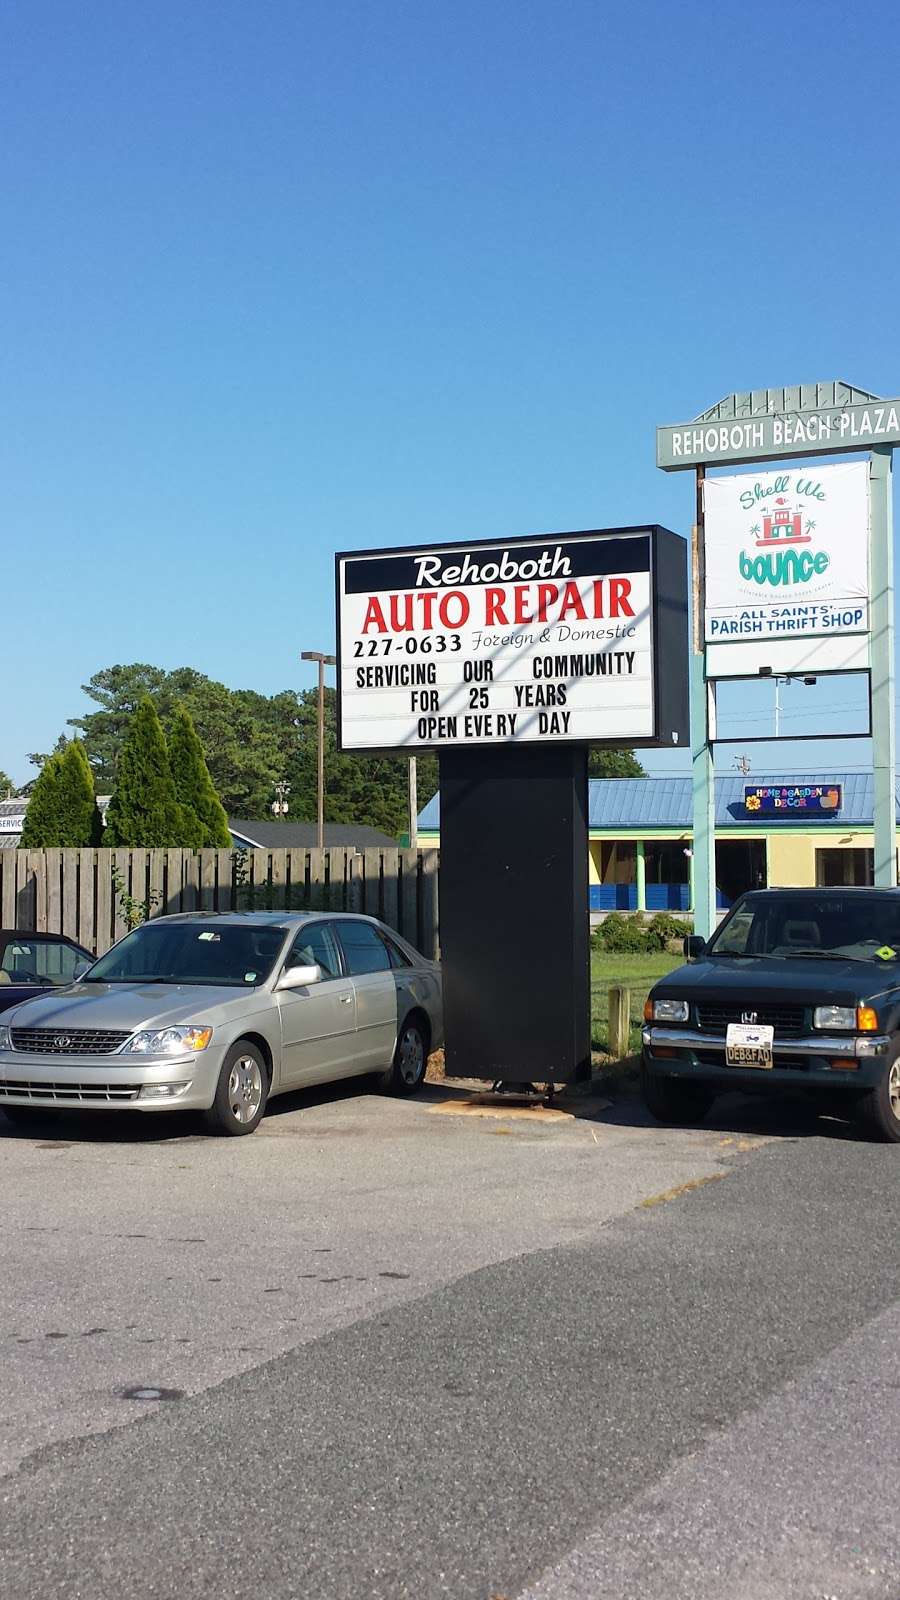 REHOBOTH BEACH PLAZA
Shell We
bounce
ALL SAINTS'
PARISH THRIFT SHOP
Rehoboth
AUTO REPAIR
227-0633 Foreign & Domestic
SERVICING OUR COMMUNITY
FOR 25 YEARS
OPEN EVERY DAY
HOME & GARDEN
DECOR
SERVICE
DEB&FAD